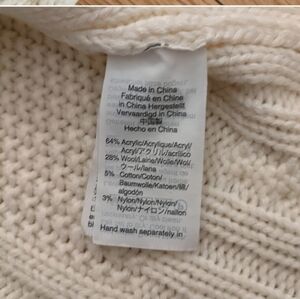 Made in China
Fabriqué en Chine
in China Hergestellt
Vervaardigd in China
中国製
Hecho en China
64% Acrylic/Acrylique/Acryl/
Acryl/アクリル/acrílico
28% Wool/Laine/Wolle/Wol/
ウール/lana
5% Cotton/Coton/
Baumwolle/Katoen/綿/
algodón
3% Nylon/Nylon/Nylon/
Nylon/ナイロン/nailon
Hand wash separately in